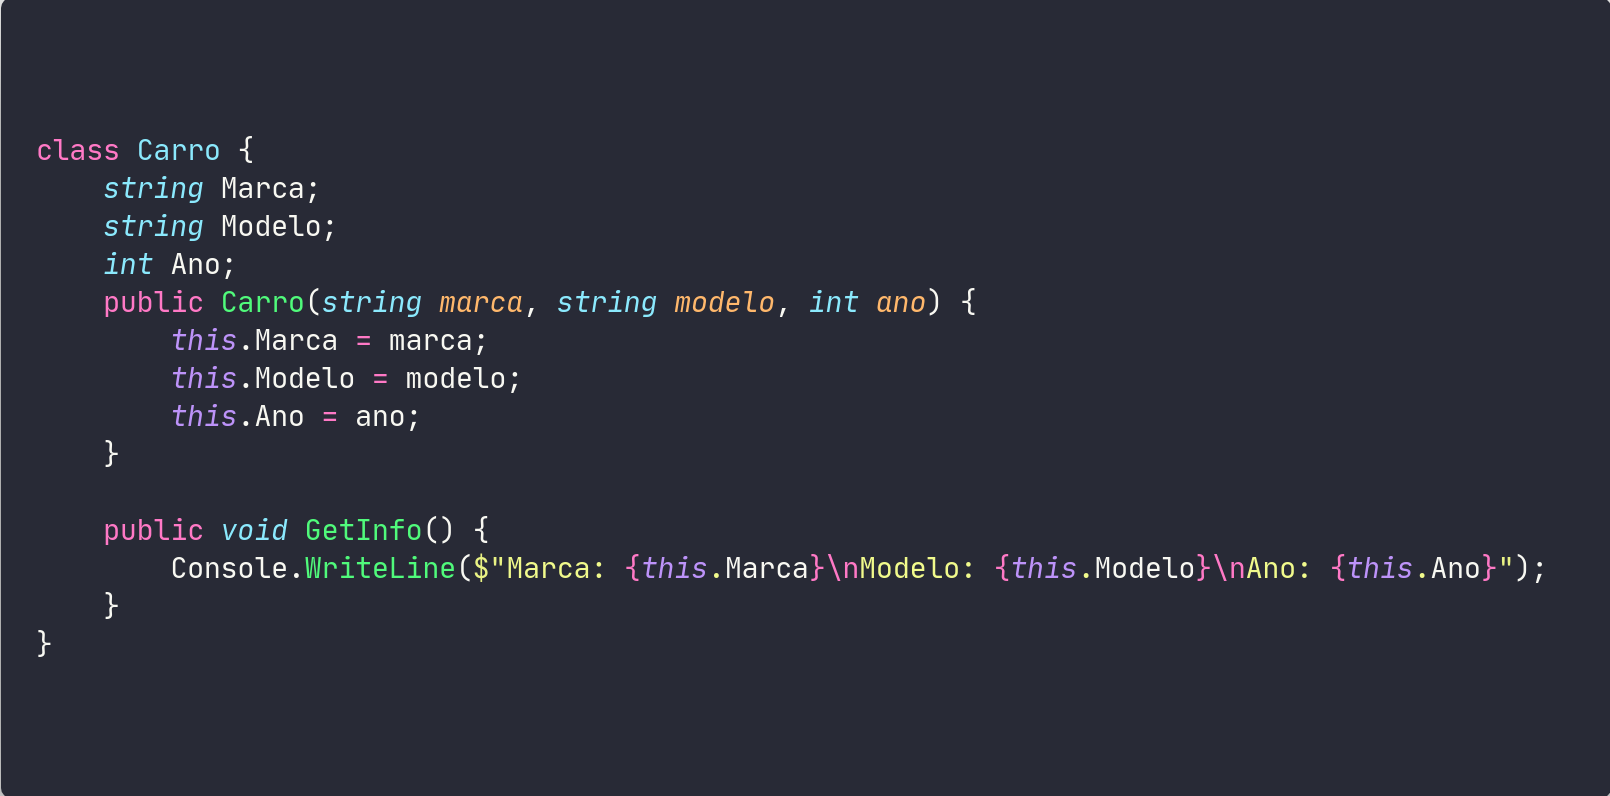 class Carro {
    string Marca;
    string Modelo;
    int Ano;
    public Carro(string marca, string modelo, int ano) {
        this.Marca = marca;
        this.Modelo = modelo;
        this.Ano = ano;
    }

    public void GetInfo() {
        Console.WriteLine($"Marca: {this.Marca}\nModelo: {this.Modelo}\nAno: {this.Ano}");
    }
}